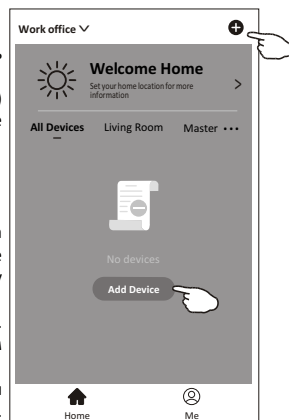 Work office
Welcome Home
Set your home location for more
information
All Devices Living Room Master
No devices
Add Device
Home Me